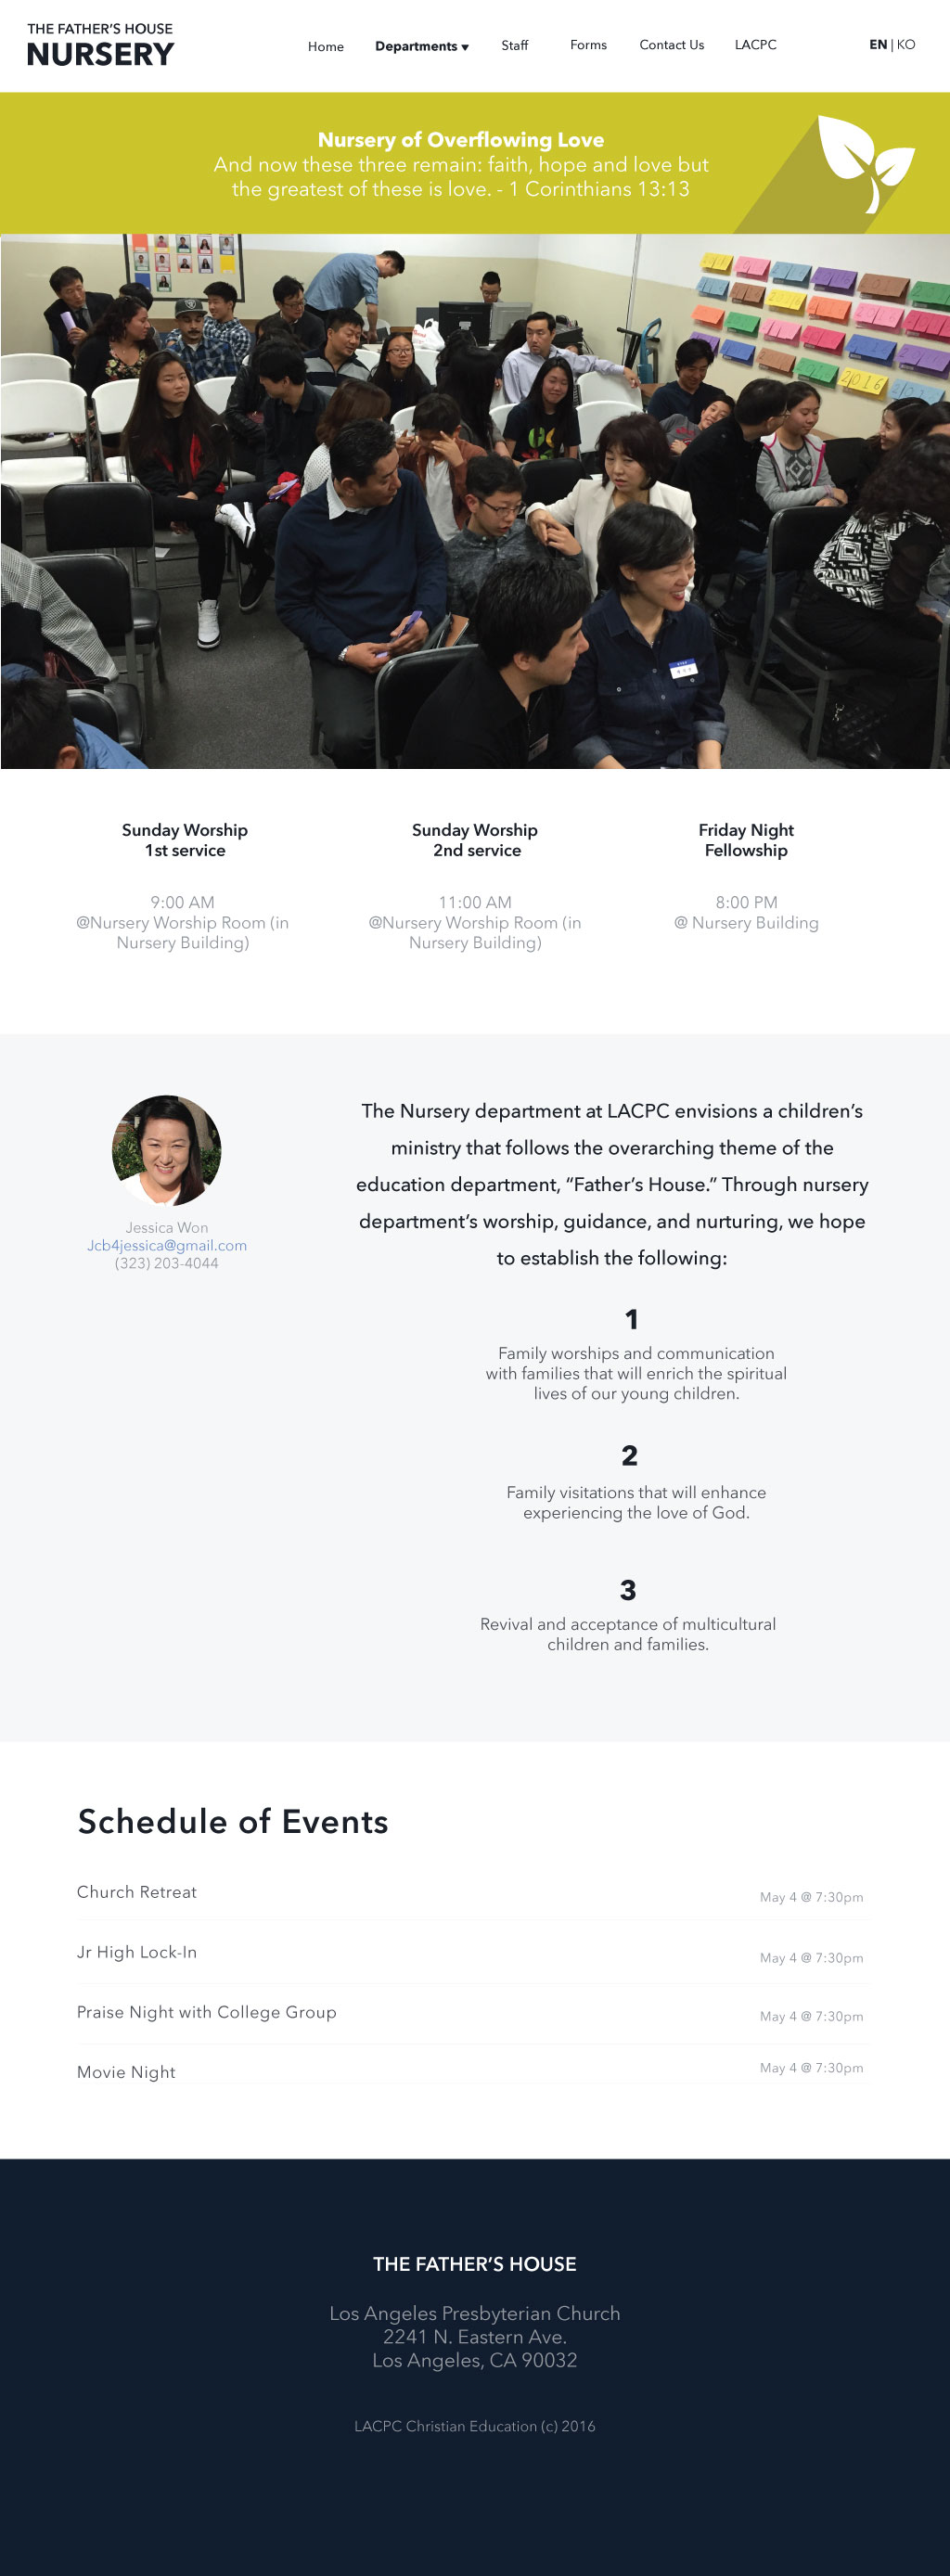 THE FATHER'S HOUSE
NURSERY
Home
Departments ▼
Staff
Forms
Contact Us
LACPC
EN | KO
Nursery of Overflowing Love
And now these three remain: faith, hope and love but
the greatest of these is love. - 1 Corinthians 13:13
2016
Sunday Worship
1st service
9:00 AM
@Nursery Worship Room (in
Nursery Building)
Sunday Worship
2nd service
11:00 AM
@Nursery Worship Room (in
Nursery Building)
Friday Night
Fellowship
8:00 PM
@ Nursery Building
Jessica Won
Jcb4jessica@gmail.com
(323) 203-4044
The Nursery department at LACPC envisions a children's
ministry that follows the overarching theme of the
education department, “Father's House.” Through nursery
department's worship, guidance, and nurturing, we hope
to establish the following:
1
Family worships and communication
with families that will enrich the spiritual
lives of our young children.
2
Family visitations that will enhance
experiencing the love of God.
3
Revival and acceptance of multicultural
children and families.
Schedule of Events
Church Retreat
May 4 @ 7:30pm
Jr High Lock-In
May 4 @ 7:30pm
Praise Night with College Group
May 4 @ 7:30pm
Movie Night
May 4 @ 7:30pm
THE FATHER'S HOUSE
Los Angeles Presbyterian Church
2241 N. Eastern Ave.
Los Angeles, CA 90032
LACPC Christian Education (c) 2016